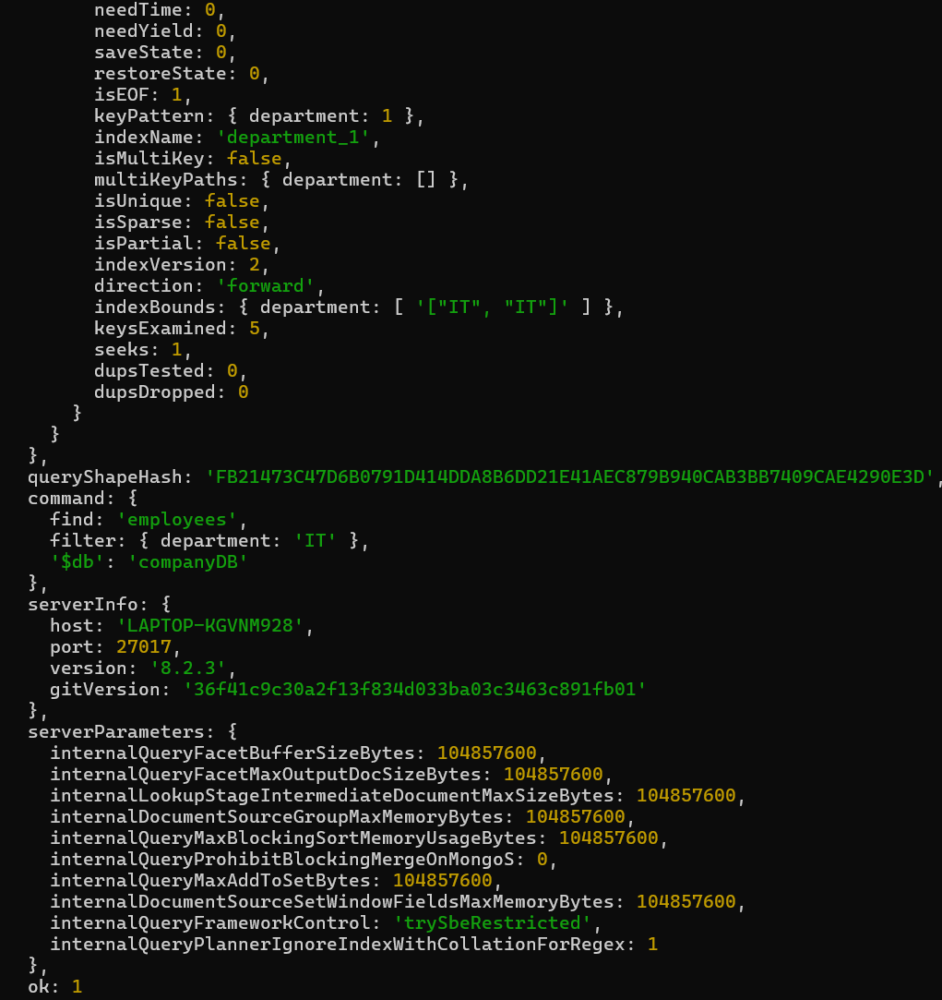 needTime: 0,
needYield: 0,
saveState: 0,
restoreState: 0,
isEOF: 1,
keyPattern: { department: 1 },
indexName: 'department_1',
isMultiKey: false,
multiKeyPaths: { department: [] },
isUnique: false,
isSparse: false,
isPartial: false,
indexVersion: 2,
direction: 'forward',
indexBounds: { department: [ '["IT", "IT"]' ] },
keysExamined: 5,
seeks: 1,
dupsTested: 0,
dupsDropped: 0
}
}
},
queryShapeHash: 'FB21473C47D6B0791D414DDA8B6DD21E41AEC879B940CAB3BB7409CAE4290E3D',
command: {
find: 'employees',
filter: { department: 'IT' },
'$db': 'companyDB'
},
serverInfo: {
host: 'LAPTOP-KGVNM928',
port: 27017,
version: '8.2.3',
gitVersion: '36f41c9c30a2f13f834d033ba03c3463c891fb01'
},
serverParameters: {
internalQueryFacetBufferSizeBytes: 104857600,
internalQueryFacetMaxOutputDocSizeBytes: 104857600,
internalLookupStageIntermediateDocumentMaxSizeBytes: 104857600,
internalDocumentSourceGroupMaxMemoryBytes: 104857600,
internalQueryMaxBlockingSortMemoryUsageBytes: 104857600,
internalQueryProhibitBlockingMergeOnMongoS: 0,
internalQueryMaxAddToSetBytes: 104857600,
internalDocumentSourceSetWindowFieldsMaxMemoryBytes: 104857600,
internalQueryFrameworkControl: 'trySbeRestricted',
internalQueryPlannerIgnoreIndexWithCollationForRegex: 1
},
ok: 1